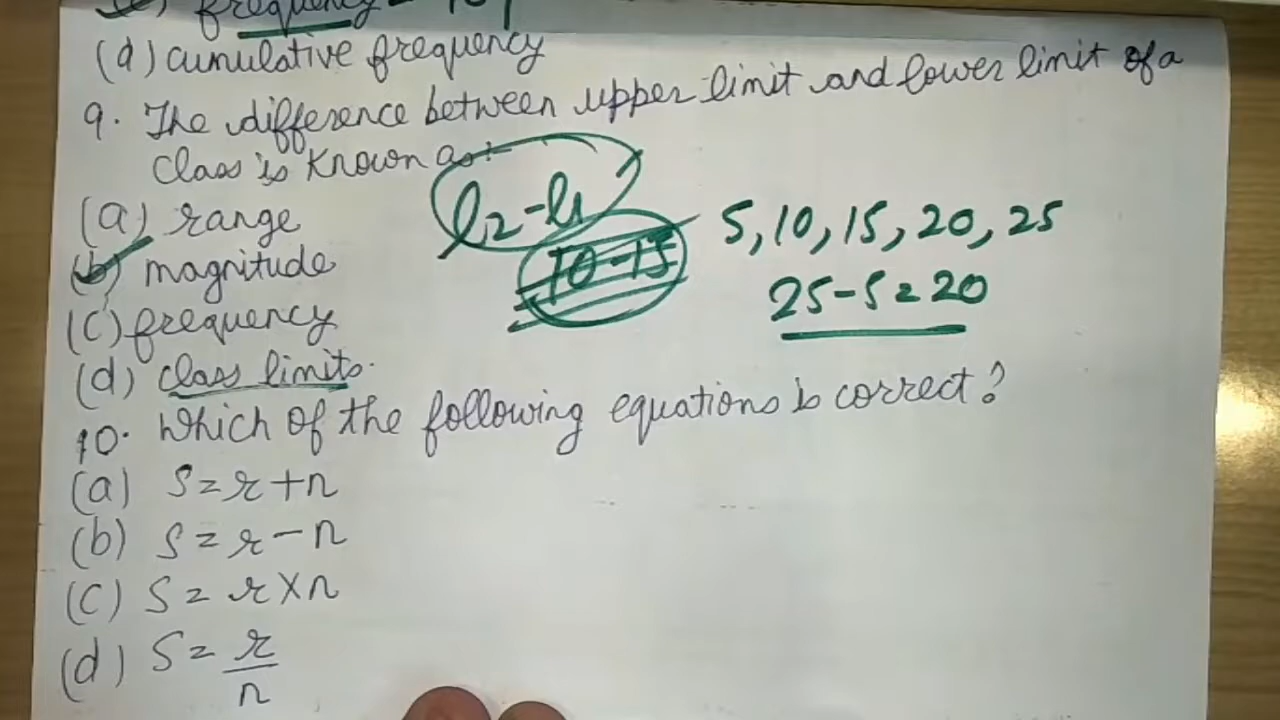 frequency
(d) cumulative frequency
9. The difference between upper limit and lower limit of a
class is known as:-
(a) range
(b) magnitude
(c) frequency
(d) class limits.
l2-l1
10-15
5, 10, 15, 20, 25
25-5=20
10. Which of the following equations is correct?
(a) S=r+n
(b) S=r-n
(c) S=r×n
(d) S=r/n